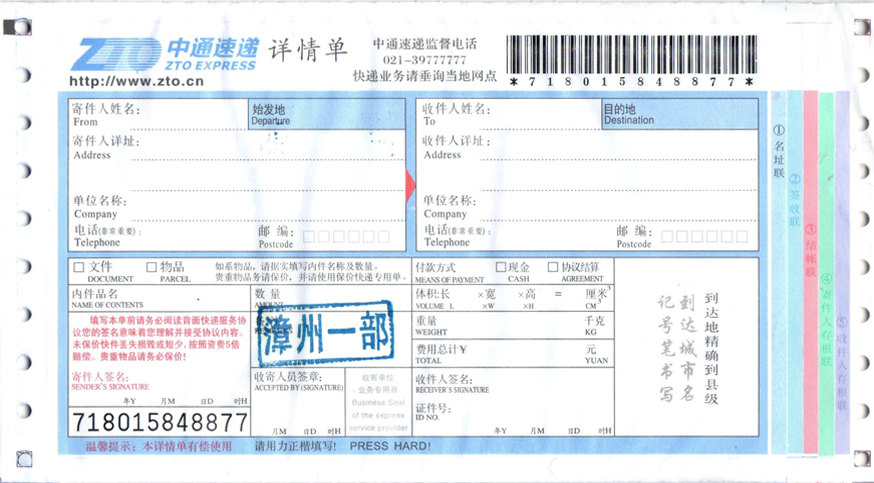 ZTO 中通速递 详情单
ZTO EXPRESS
http://www.zto.cn
中通速递监督电话
021-39777777
快递业务请垂询当地网点
*718015848877*
寄件人姓名:
From
始发地
Departure
寄件人详址:
Address
单位名称:
Company
电话(非常重要):
Telephone
邮 编:
Postcode
收件人姓名:
To
目的地
Destination
收件人详址:
Address
单位名称:
Company
电话(非常重要):
Telephone
邮 编:
Postcode
文件
DOCUMENT
物品
PARCEL
如系物品,请据实填写内件名称及数量。
贵重物品务请保价,并请使用保价快递专用单。
付款方式
MEANS OF PAYMENT
现金
CASH
协议结算
AGREEMENT
内件品名
NAME OF CONTENTS
数 量
AMOUNT
体积:长 ×宽 ×高 = 厘米3
VOLUME L ×W ×H CM3
填写本单前请务必阅读背面快递服务协
议!您的签名意味着您理解并接受协议内容。
未保价快件丢失损毁或短少,按照资费5倍
赔偿。贵重物品请务必保价!
漳州一部
重量 千克
WEIGHT KG
费用总计¥ 元
TOTAL YUAN
寄件人签名:
SENDER'S SIGNATURE
年Y 月M 日D 时H
718015848877
收寄人员签章:
ACCEPTED BY (SIGNATURE)
月M 日D 时H
收寄单位
业务专用章
Business Seal
of the express
service provider
收件人签名:
RECEIVER'S SIGNATURE
证件号:
ID NO.
年Y 月M 日D 时H
到达地精确到县级
到达城市名
记号笔书写
①名址联
②签收联
③结帐联
④寄件人存根联
⑤收件人存根联
温馨提示:本详情单有偿使用
请用力正楷填写! PRESS HARD!